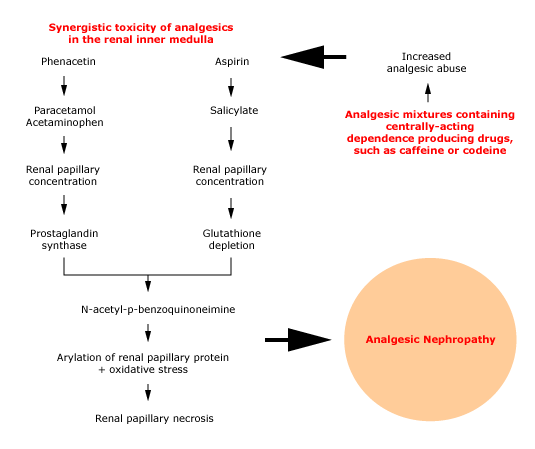 Synergistic toxicity of analgesics
in the renal inner medulla
Phenacetin
Aspirin
Increased
analgesic abuse
Paracetamol
Acetaminophen
Salicylate
Analgesic mixtures containing
centrally-acting
dependence producing drugs,
such as caffeine or codeine
Renal papillary
concentration
Renal papillary
concentration
Prostaglandin
synthase
Glutathione
depletion
N-acetyl-p-benzoquinoneimine
Arylation of renal papillary protein
+ oxidative stress
Analgesic Nephropathy
Renal papillary necrosis